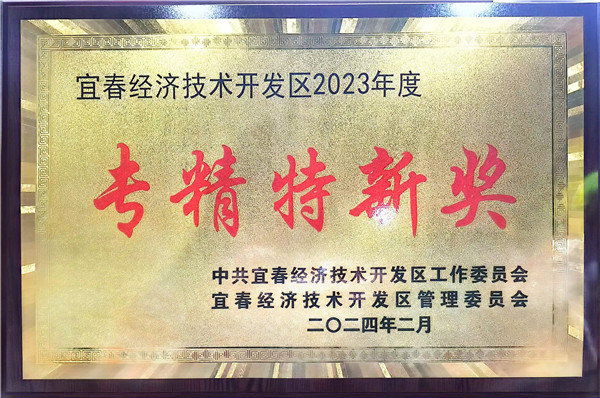 宜春经济技术开发区2023年度
专精特新奖
中共宜春经济技术开发区工作委员会
宜春经济技术开发区管理委员会
二〇二四年二月